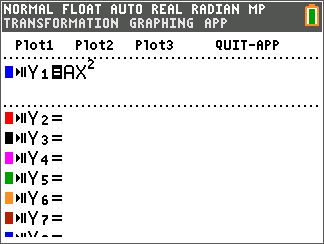 NORMAL FLOAT AUTO REAL RADIAN MP
TRANSFORMATION GRAPHING APP
Plot1 Plot2 Plot3 QUIT-APP
Y1=AX²
Y2=
Y3=
Y4=
Y5=
Y6=
Y7=